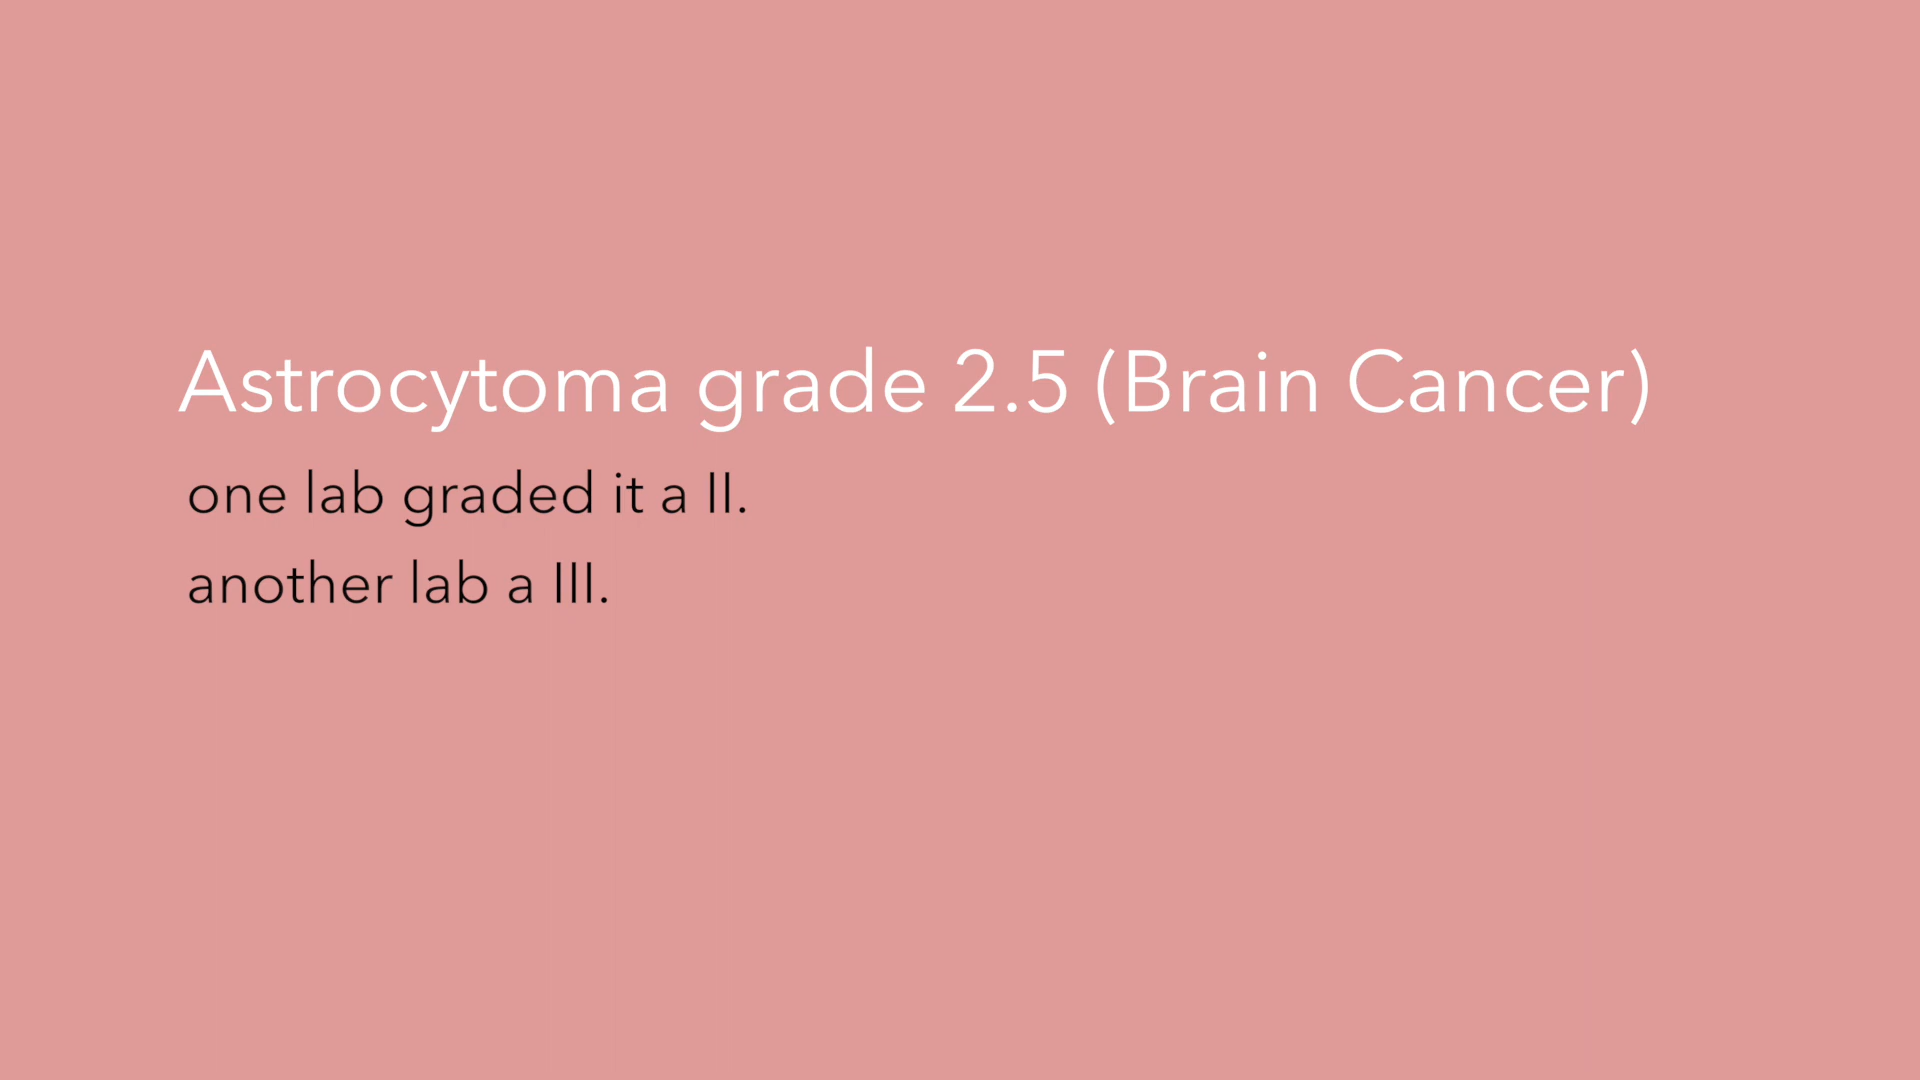 Astrocytoma grade 2.5 (Brain Cancer)
one lab graded it a II.
another lab a III.